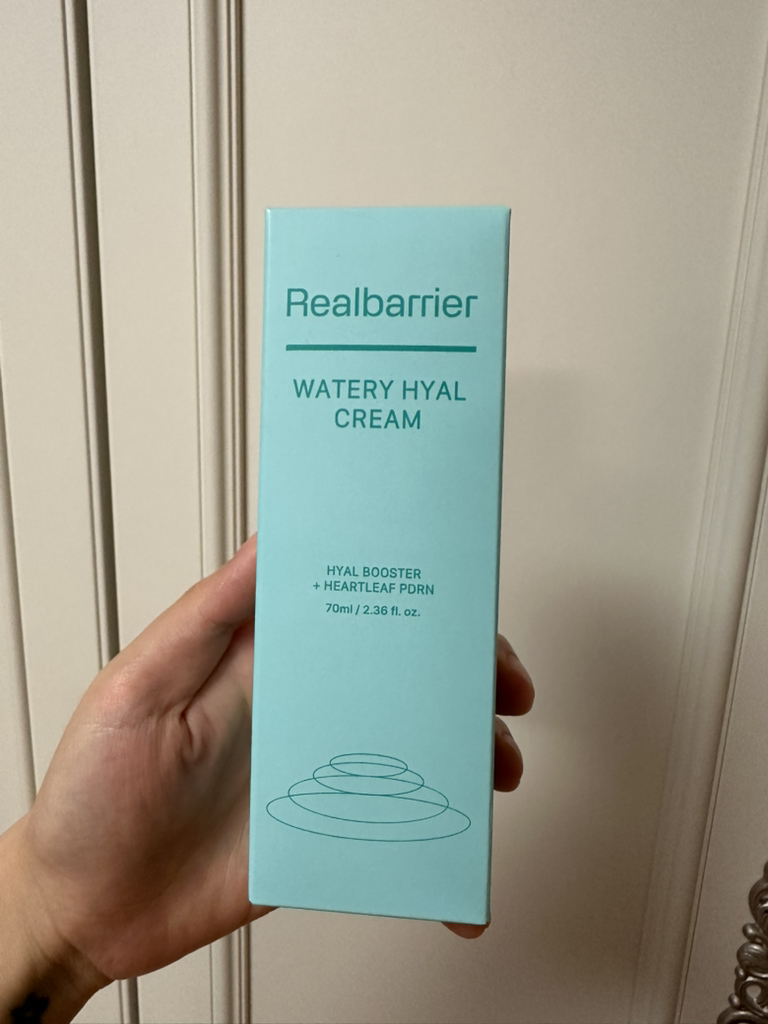 Realbarrier
WATERY HYAL
CREAM
HYAL BOOSTER
+ HEARTLEAF PDRN
70ml / 2.36 fl. oz.